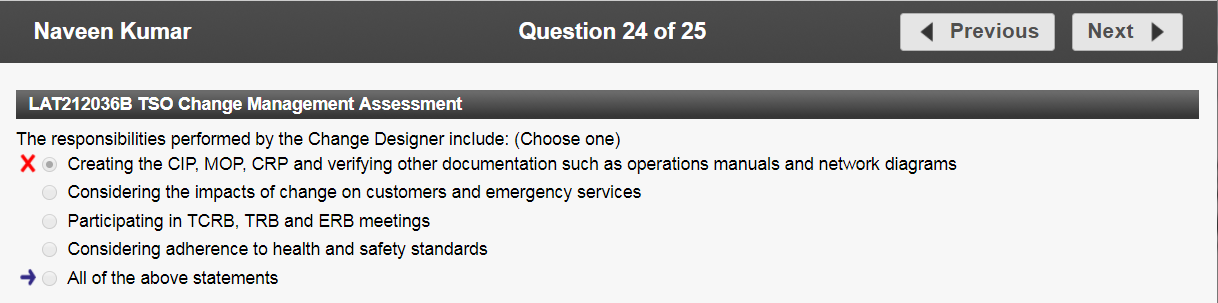 Naveen Kumar Question 24 of 25 Previous Next
LAT212036B TSO Change Management Assessment
The responsibilities performed by the Change Designer include: (Choose one)
Creating the CIP, MOP, CRP and verifying other documentation such as operations manuals and network diagrams
Considering the impacts of change on customers and emergency services
Participating in TCRB, TRB and ERB meetings
Considering adherence to health and safety standards
All of the above statements